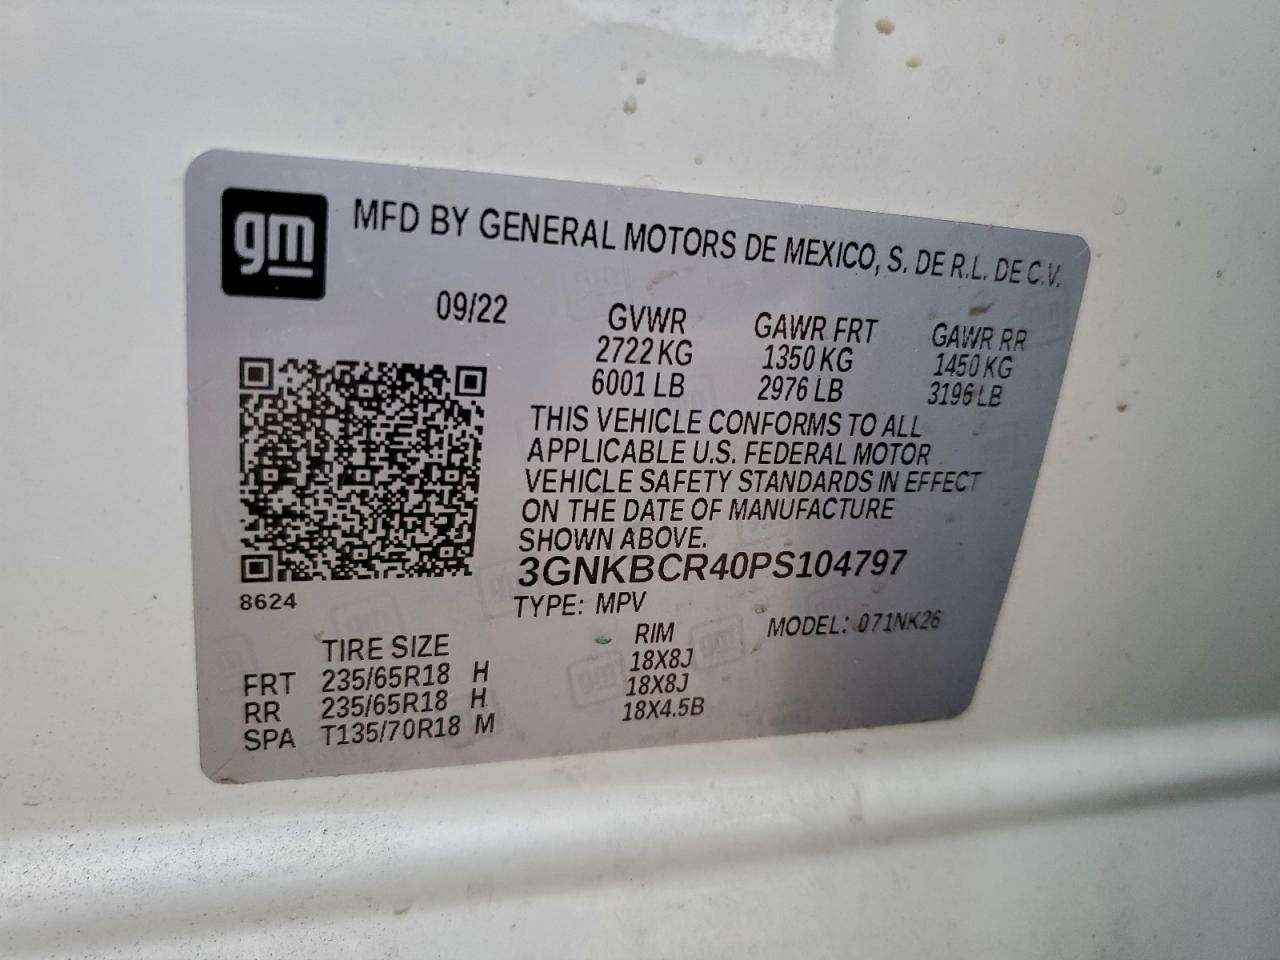 gm MFD BY GENERAL MOTORS DE MEXICO, S. DE R.L. DE C.V.
09/22 GVWR GAWR FRT GAWR RR
2722 KG 1350 KG 1450 KG
6001 LB 2976 LB 3196 LB
THIS VEHICLE CONFORMS TO ALL
APPLICABLE U.S. FEDERAL MOTOR
VEHICLE SAFETY STANDARDS IN EFFECT
ON THE DATE OF MANUFACTURE
SHOWN ABOVE.
3GNKBCR40PS104797
8624 TYPE: MPV MODEL: 071NK26
TIRE SIZE RIM
FRT 235/65R18 H 18X8J
RR 235/65R18 H 18X8J
SPA T135/70R18 M 18X4.5B